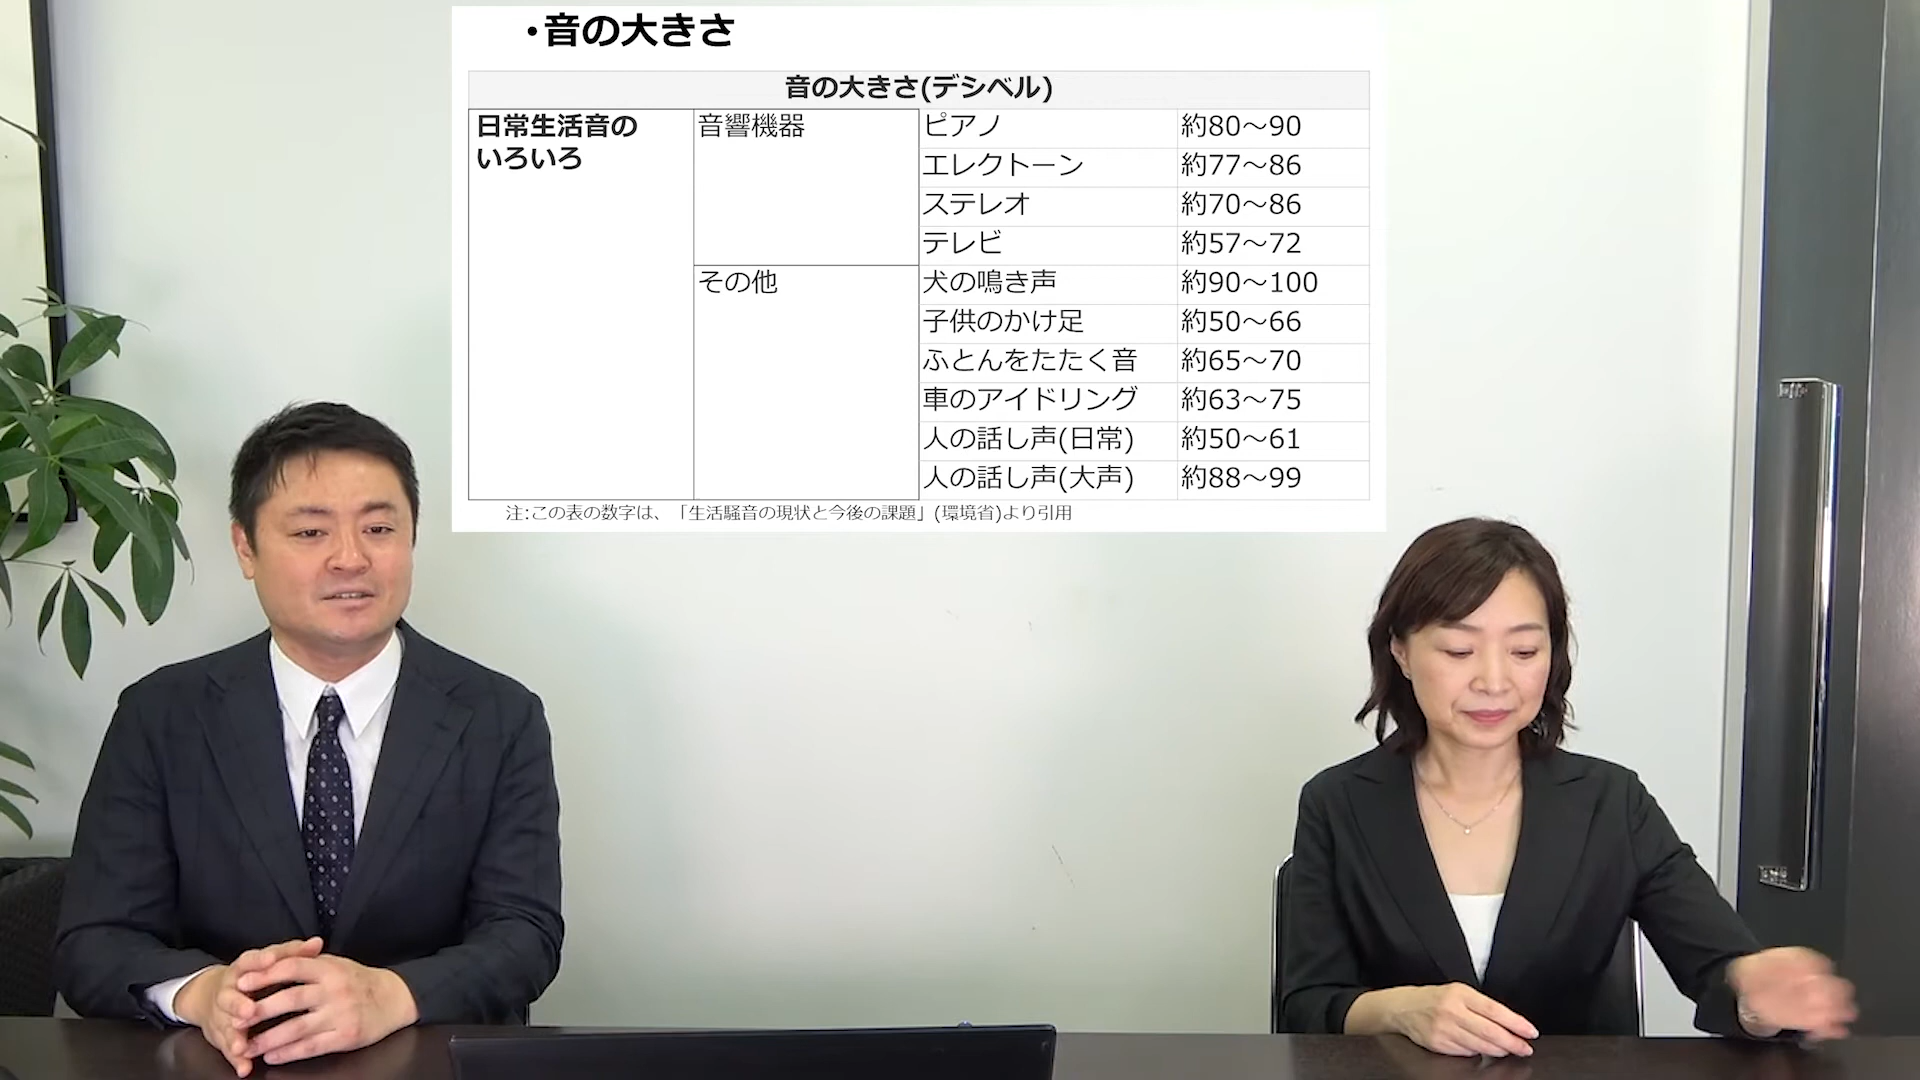 ・音の大きさ
音の大きさ(デシベル)
日常生活音の
いろいろ
音響機器
ピアノ 約80～90
エレクトーン 約77～86
ステレオ 約70～86
テレビ 約57～72
その他
犬の鳴き声 約90～100
子供のかけ足 約50～66
ふとんをたたく音 約65～70
車のアイドリング 約63～75
人の話し声(日常) 約50～61
人の話し声(大声) 約88～99
注:この表の数字は、「生活騒音の現状と今後の課題」(環境省)より引用